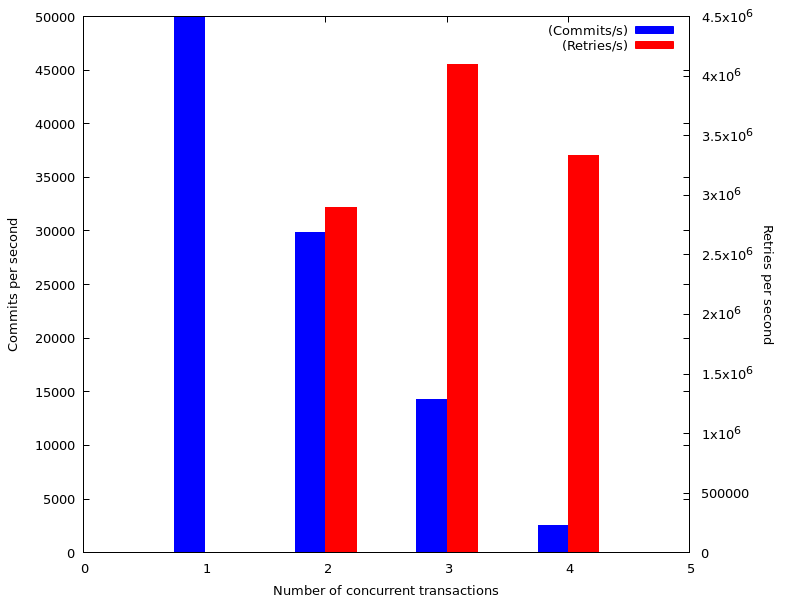 50000
45000
40000
35000
30000
25000
20000
15000
10000
5000
0
Commits per second
(Commits/s)
(Retries/s)
4.5x10^6
4x10^6
3.5x10^6
3x10^6
2.5x10^6
2x10^6
1.5x10^6
1x10^6
500000
0
Retries per second
0 1 2 3 4 5
Number of concurrent transactions